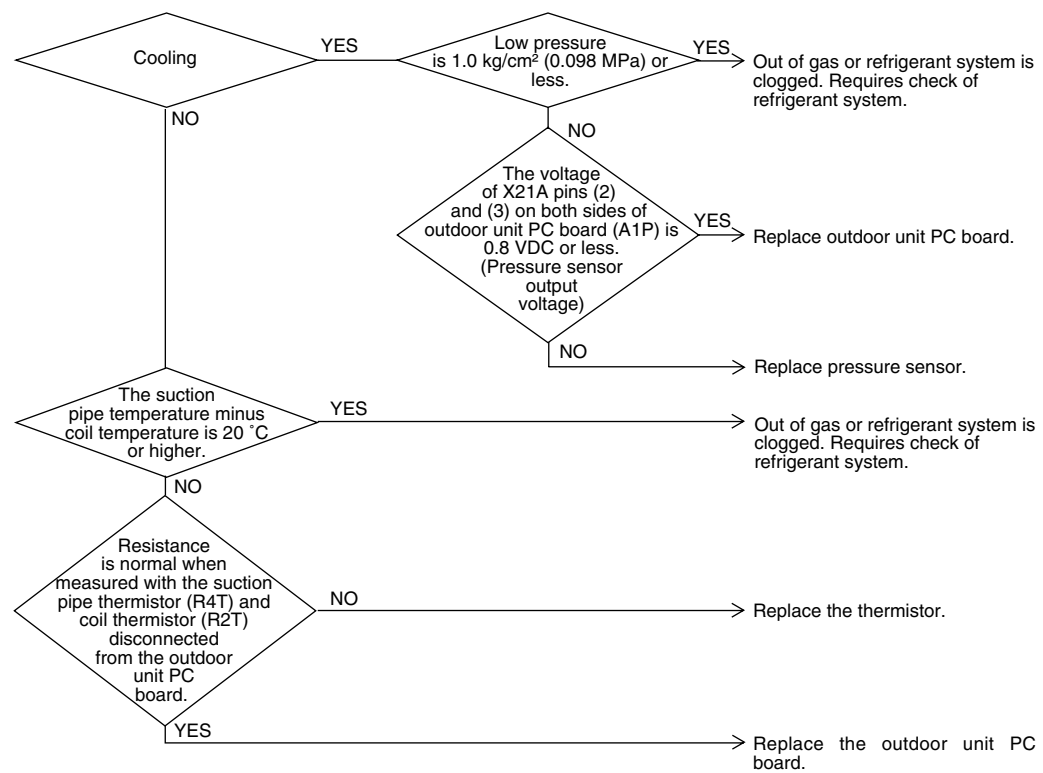 Cooling
YES
Low pressure
is 1.0 kg/cm² (0.098 MPa) or
less.
YES
Out of gas or refrigerant system is
clogged. Requires check of
refrigerant system.
NO
NO
The voltage
of X21A pins (2)
and (3) on both sides of
outdoor unit PC board (A1P) is
0.8 VDC or less.
(Pressure sensor
output
voltage)
YES
Replace outdoor unit PC board.
NO
Replace pressure sensor.
The suction
pipe temperature minus
coil temperature is 20 ˚C
or higher.
YES
Out of gas or refrigerant system is
clogged. Requires check of
refrigerant system.
NO
Resistance
is normal when
measured with the suction
pipe thermistor (R4T) and
coil thermistor (R2T)
disconnected
from the outdoor
unit PC
board.
NO
Replace the thermistor.
YES
Replace the outdoor unit PC
board.